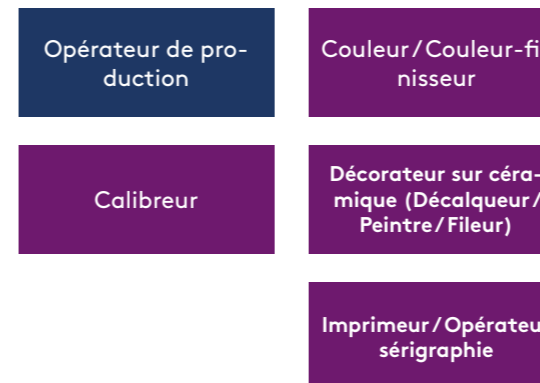 Opérateur de pro-
duction
Couleur / Couleur-fi
nisseur
Calibreur
Décorateur sur céra-
mique (Décalqueur /
Peintre / Fileur)
Imprimeur / Opérateu
sérigraphie